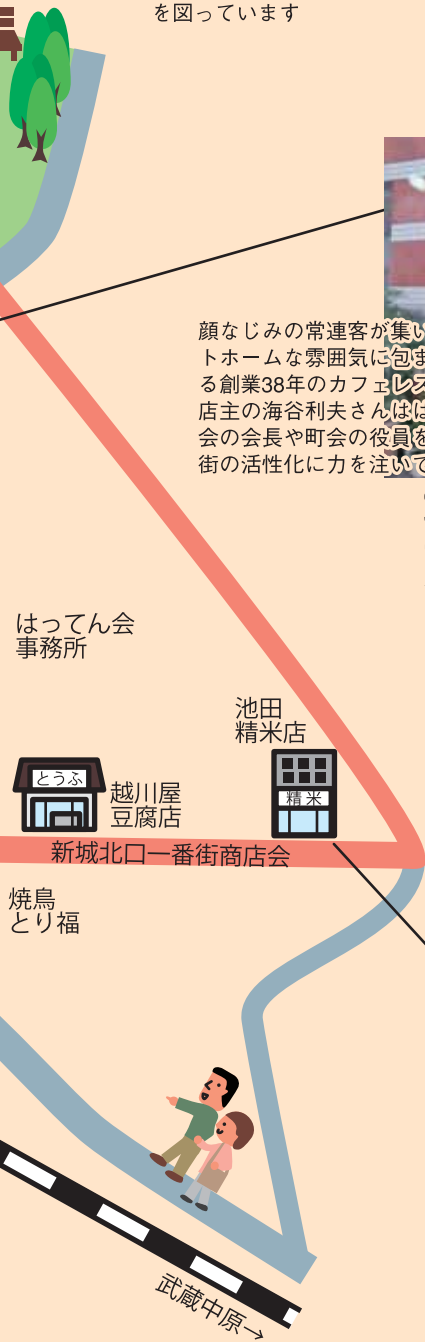 を図っています
顔なじみの常連客が集い
トホームな雰囲気に包ま
る創業38年のカフェレス
店主の海谷利夫さんはは
会の会長や町会の役員を
街の活性化に力を注いで
はってん会
事務所
池田
精米店
とうふ
越川屋
豆腐店
精米
新城北口一番街商店会
焼鳥
とり福
武蔵中原→